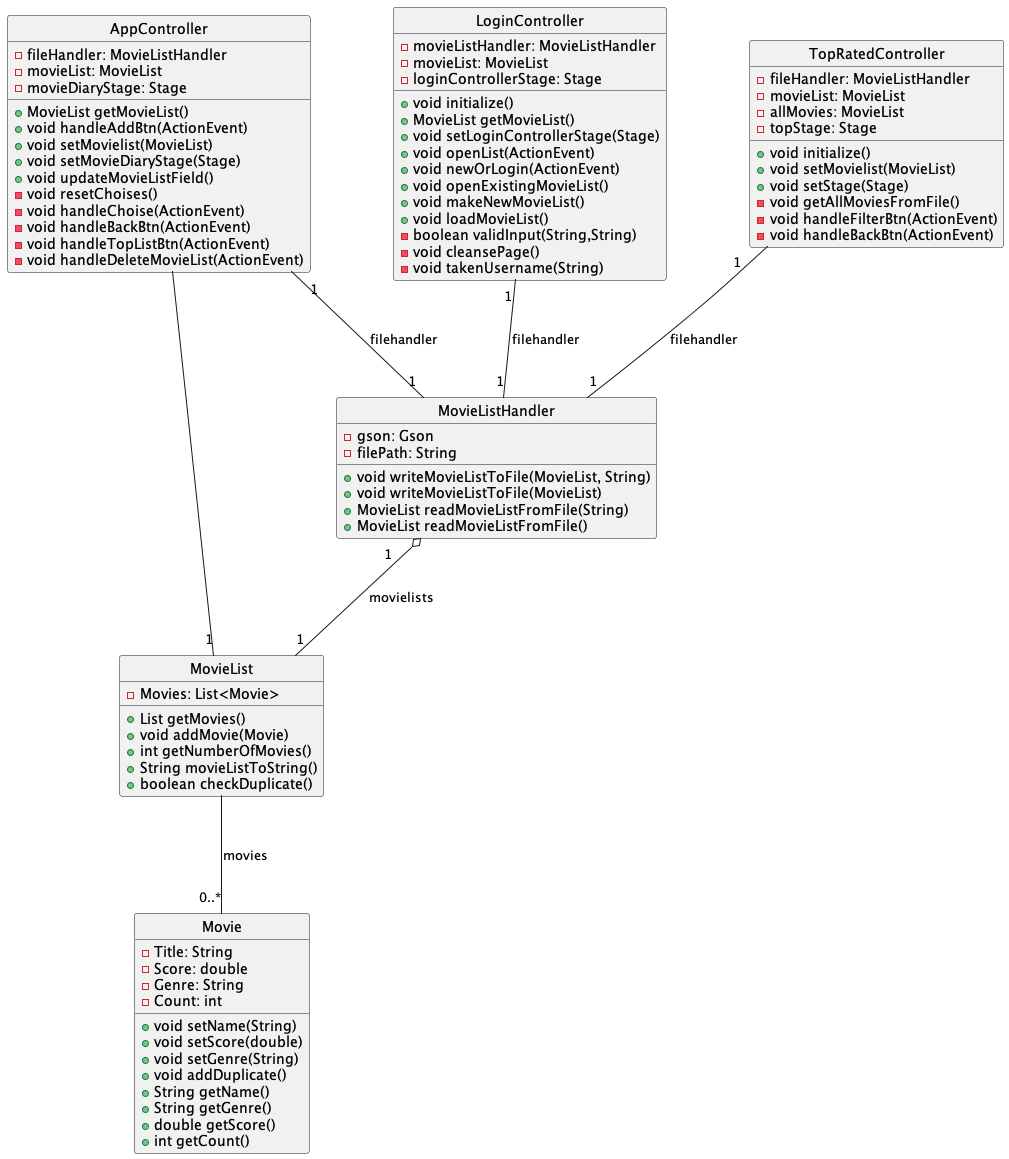 AppController
fileHandler: MovieListHandler
movieList: MovieList
movieDiaryStage: Stage
MovieList getMovieList()
void handleAddBtn(ActionEvent)
void setMovielist(MovieList)
void setMovieDiaryStage(Stage)
void updateMovieListField()
void resetChoises()
void handleChoise(ActionEvent)
void handleBackBtn(ActionEvent)
void handleTopListBtn(ActionEvent)
void handleDeleteMovieList(ActionEvent)
LoginController
movieListHandler: MovieListHandler
movieList: MovieList
loginControllerStage: Stage
void initialize()
MovieList getMovieList()
void setLoginControllerStage(Stage)
void openList(ActionEvent)
void newOrLogin(ActionEvent)
void openExistingMovieList()
void makeNewMovieList()
void loadMovieList()
boolean validInput(String,String)
void cleansePage()
void takenUsername(String)
TopRatedController
fileHandler: MovieListHandler
movieList: MovieList
allMovies: MovieList
topStage: Stage
void initialize()
void setMovielist(MovieList)
void setStage(Stage)
void getAllMoviesFromFile()
void handleFilterBtn(ActionEvent)
void handleBackBtn(ActionEvent)
1
1
1
filehandler
filehandler
filehandler
1
1
1
MovieListHandler
gson: Gson
filePath: String
void writeMovieListToFile(MovieList, String)
void writeMovieListToFile(MovieList)
MovieList readMovieListFromFile(String)
MovieList readMovieListFromFile()
1
movielists
1
1
MovieList
Movies: List<Movie>
List getMovies()
void addMovie(Movie)
int getNumberOfMovies()
String movieListToString()
boolean checkDuplicate()
movies
0..*
Movie
Title: String
Score: double
Genre: String
Count: int
void setName(String)
void setScore(double)
void setGenre(String)
void addDuplicate()
String getName()
String getGenre()
double getScore()
int getCount()